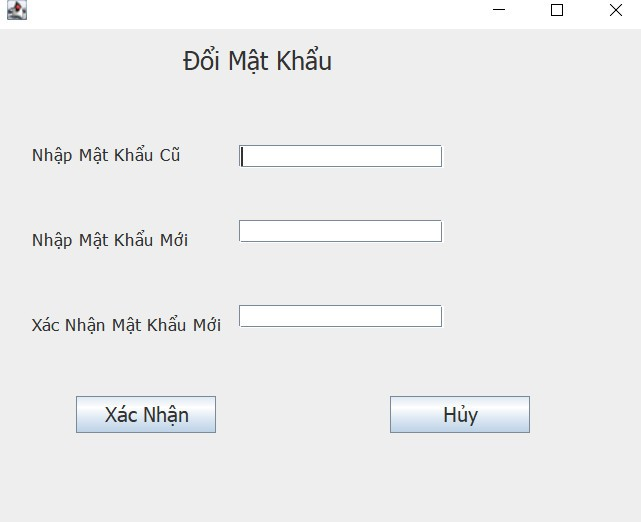 Đổi Mật Khẩu
Nhập Mật Khẩu Cũ
Nhập Mật Khẩu Mới
Xác Nhận Mật Khẩu Mới
Xác Nhận
Hủy